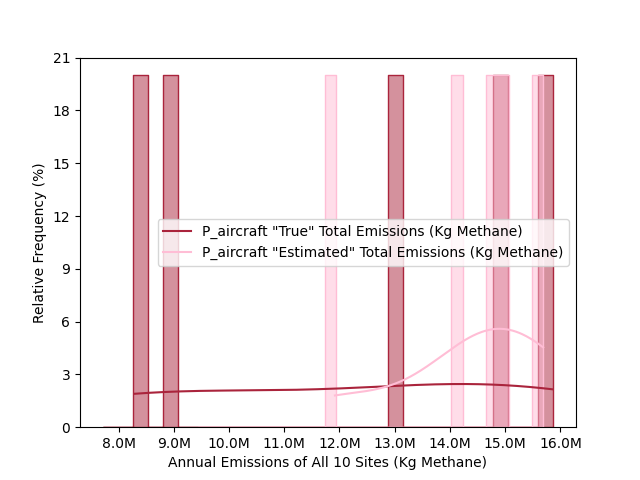 21
18
15
12
9
6
3
0
Relative Frequency (%)
P_aircraft "True" Total Emissions (Kg Methane)
P_aircraft "Estimated" Total Emissions (Kg Methane)
8.0M 9.0M 10.0M 11.0M 12.0M 13.0M 14.0M 15.0M 16.0M
Annual Emissions of All 10 Sites (Kg Methane)